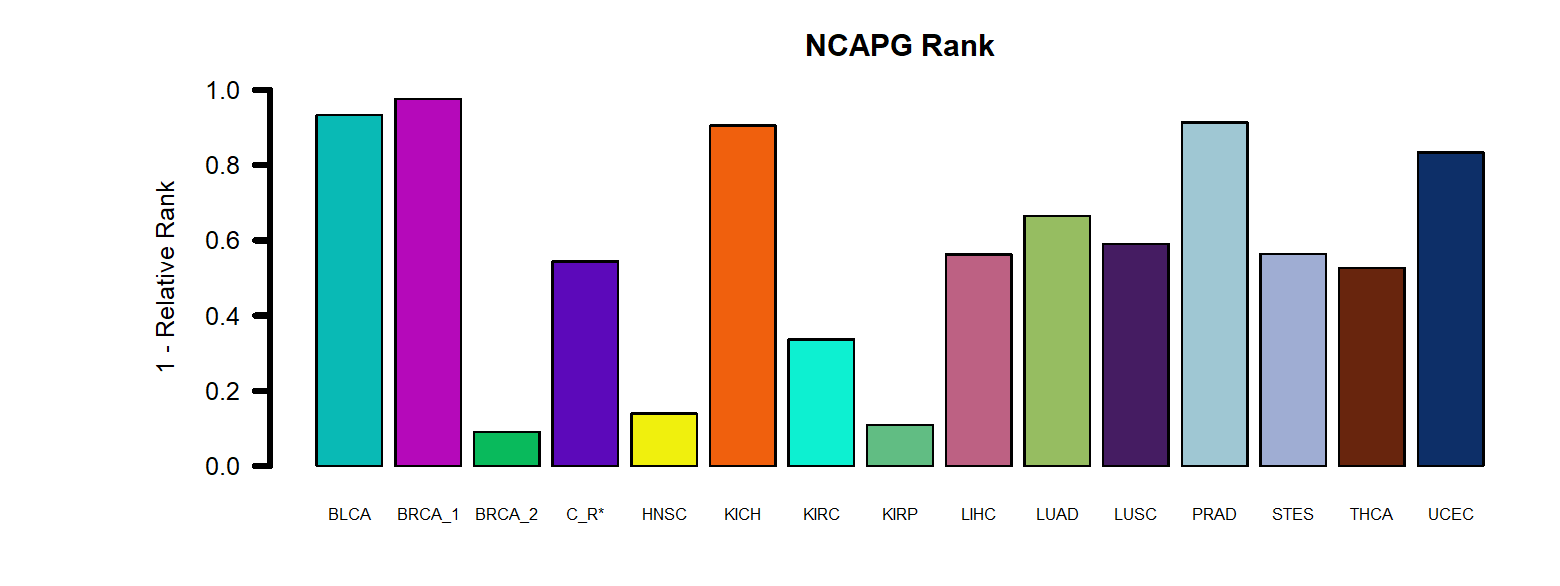 NCAPG Rank
1 - Relative Rank
1.0
0.8
0.6
0.4
0.2
0.0
BLCA BRCA_1 BRCA_2 C_R* HNSC KICH KIRC KIRP LIHC LUAD LUSC PRAD STES THCA UCEC